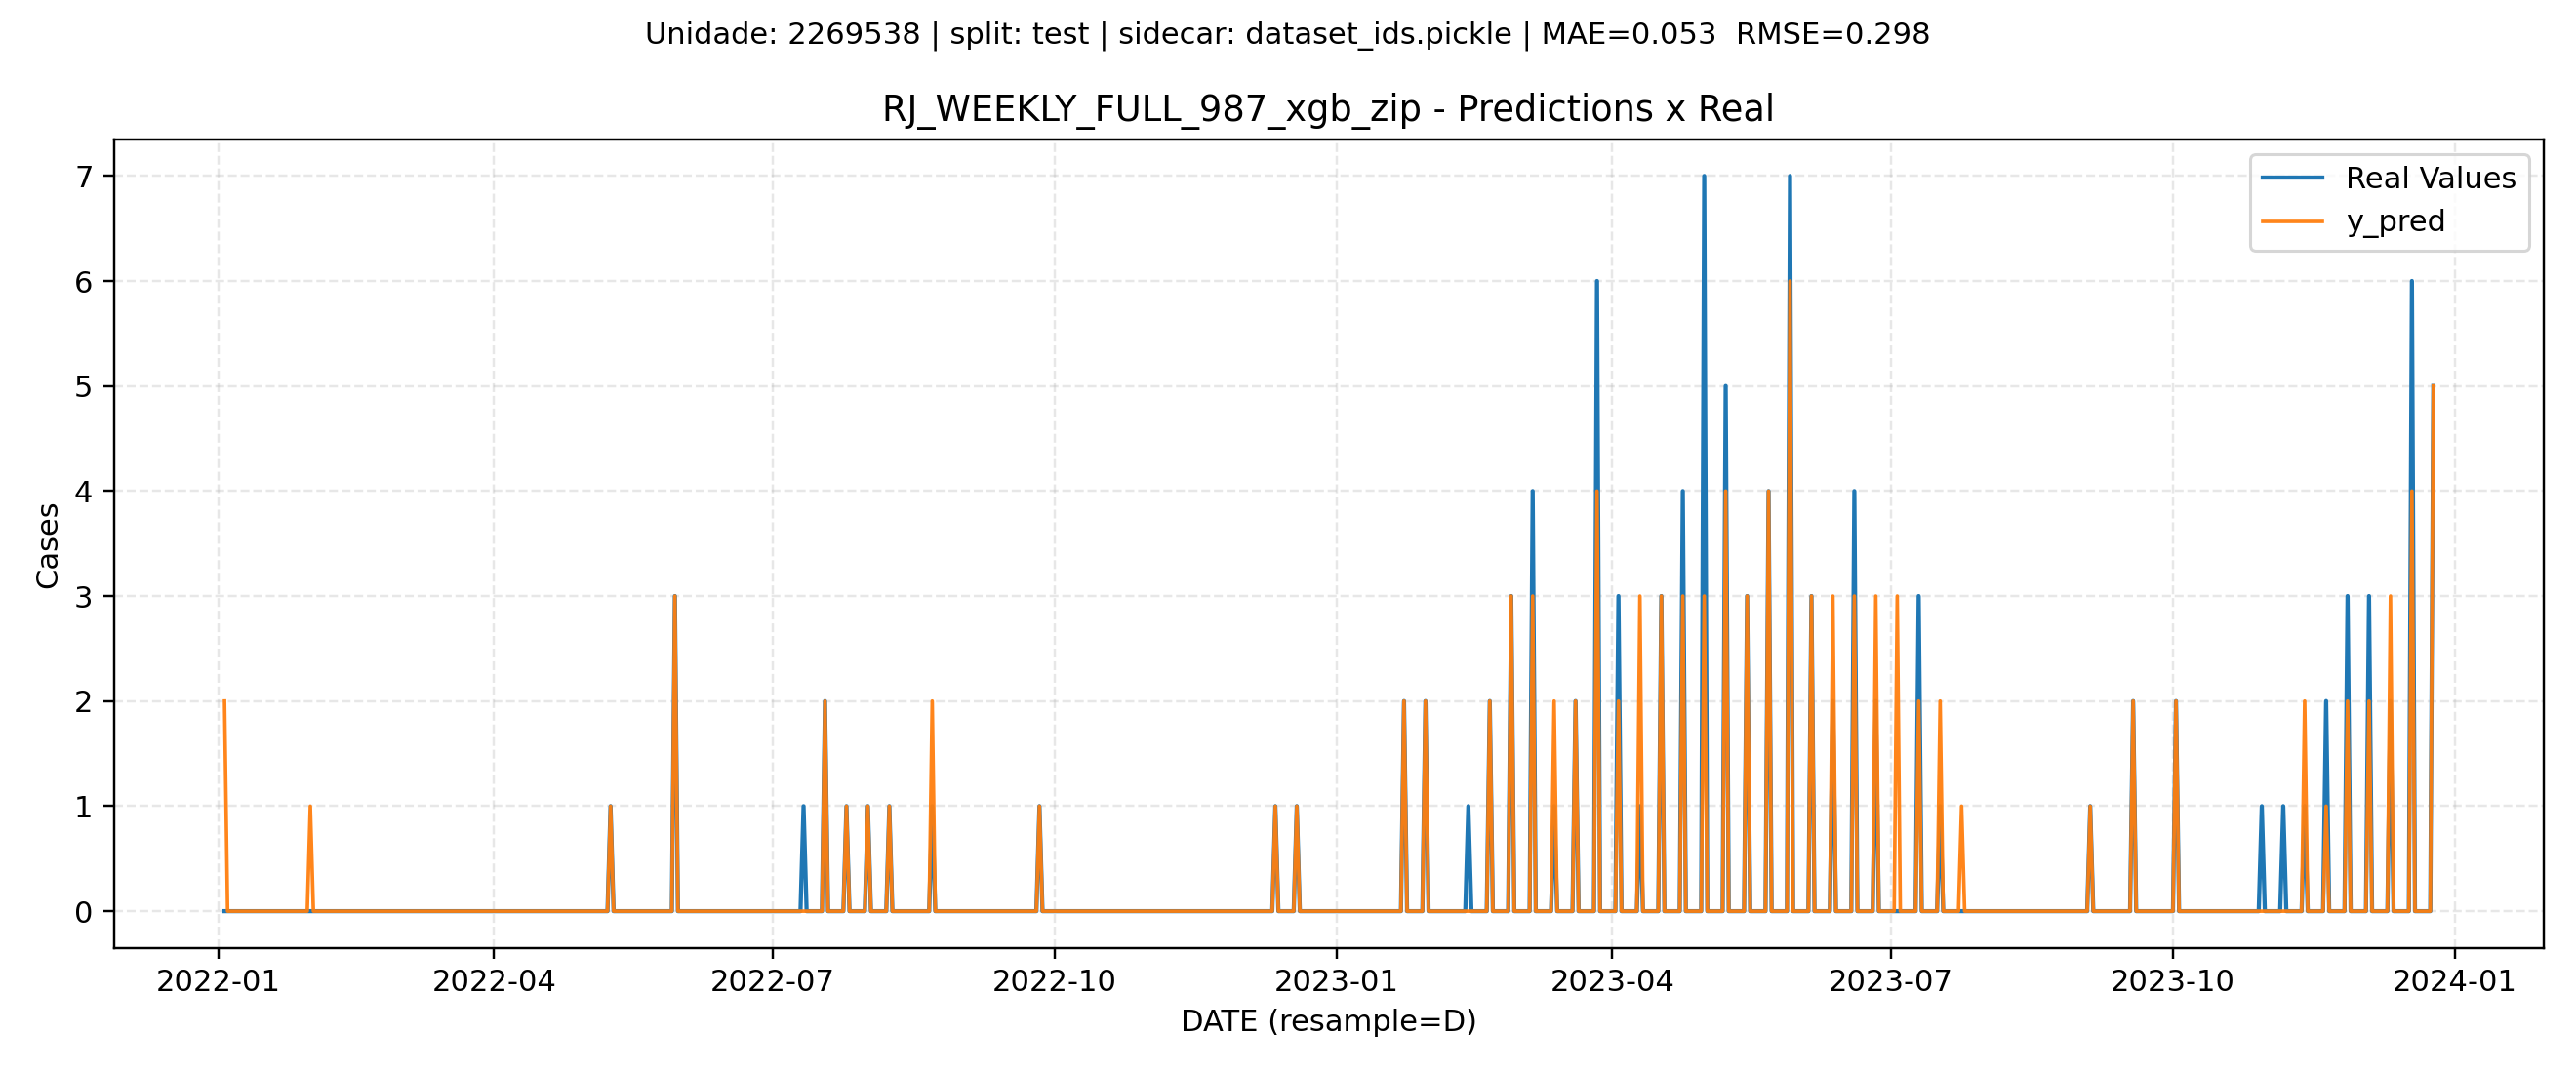 Unidade: 2269538 | split: test | sidecar: dataset_ids.pickle | MAE=0.053  RMSE=0.298
RJ_WEEKLY_FULL_987_xgb_zip - Predictions x Real
Real Values
y_pred
7
6
5
4
3
2
1
0
Cases
2022-01
2022-04
2022-07
2022-10
2023-01
2023-04
2023-07
2023-10
2024-01
DATE (resample=D)